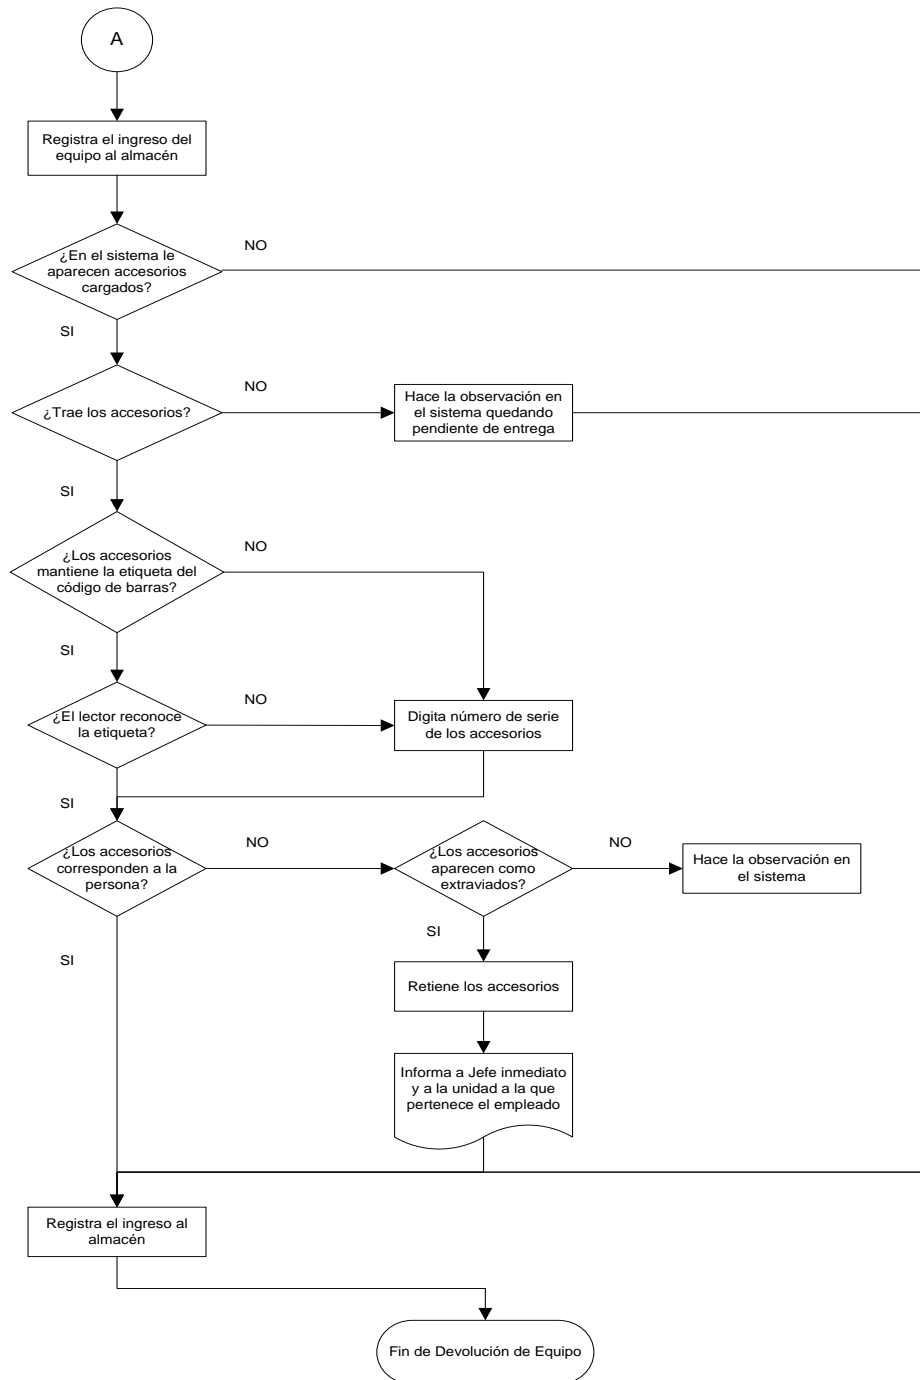 A
Registra el ingreso del
equipo al almacén
¿En el sistema le
aparecen accesorios
cargados?
NO
SI
¿Trae los accesorios?
NO
Hace la observación en
el sistema quedando
pendiente de entrega
SI
¿Los accesorios
mantiene la etiqueta del
código de barras?
NO
SI
¿El lector reconoce
la etiqueta?
NO
Digita número de serie
de los accesorios
SI
¿Los accesorios
corresponden a la
persona?
NO
¿Los accesorios
aparecen como
extraviados?
NO
Hace la observación en
el sistema
SI
SI
Retiene los accesorios
Informa a Jefe inmediato
y a la unidad a la que
pertenece el empleado
Registra el ingreso al
almacén
Fin de Devolución de Equipo